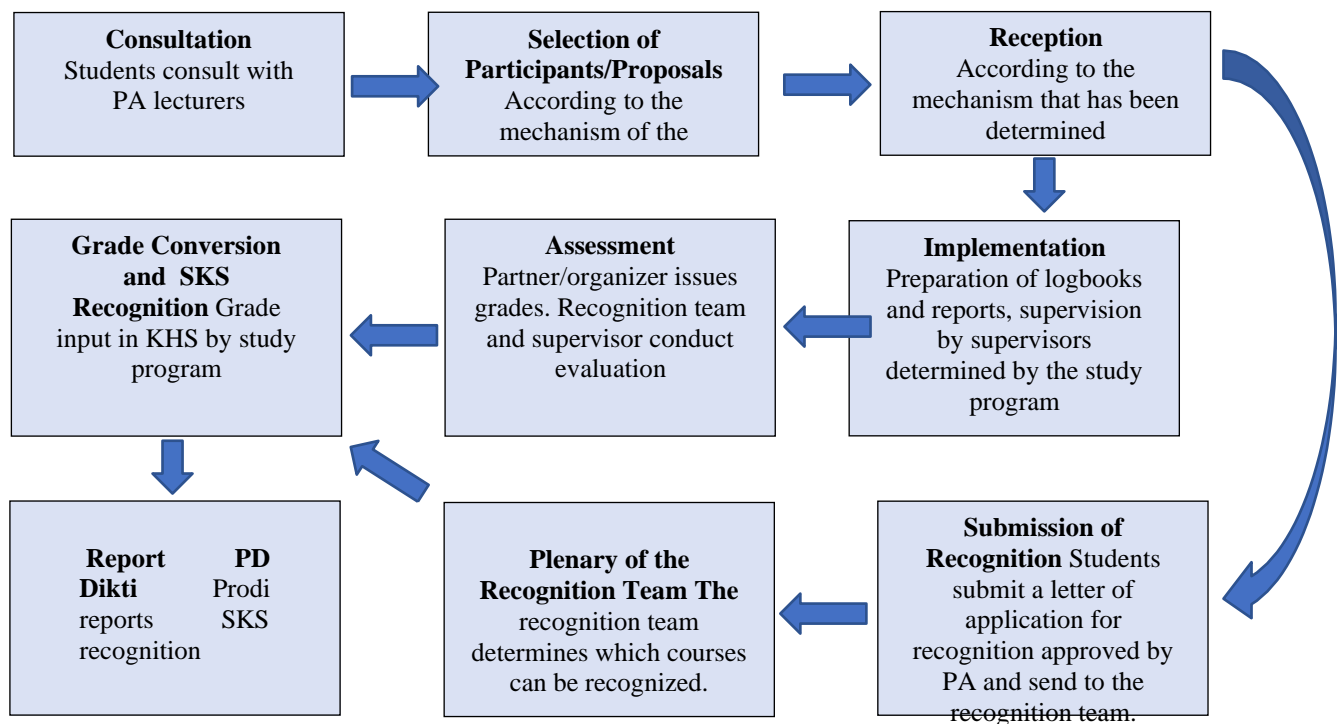 Consultation
Students consult with
PA lecturers
Selection of
Participants/Proposals
According to the
mechanism of the
Reception
According to the
mechanism that has been
determined
Grade Conversion
and SKS
Recognition Grade
input in KHS by study
program
Assessment
Partner/organizer issues
grades. Recognition team
and supervisor conduct
evaluation
Implementation
Preparation of logbooks
and reports, supervision
by supervisors
determined by the study
program
Report PD
Dikti Prodi
reports SKS
recognition
Plenary of the
Recognition Team The
recognition team
determines which courses
can be recognized.
Submission of
Recognition Students
submit a letter of
application for
recognition approved by
PA and send to the
recognition team.